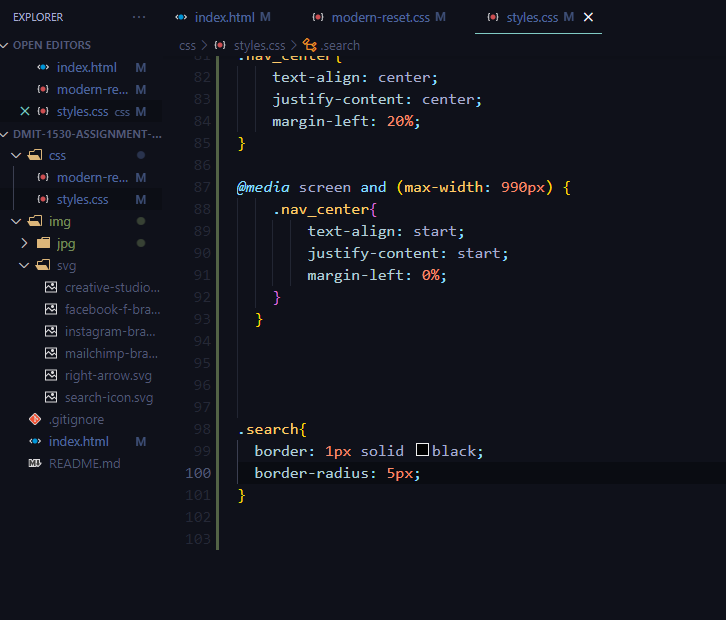 EXPLORER ...
index.html M
modern-reset.css M
styles.css M
OPEN EDITORS
css > styles.css > .search
index.html M
modern-re... M
styles.css css M
DMIT-1530-ASSIGNMENT-...
css
modern-re... M
styles.css M
img
jpg
svg
creative-studio...
facebook-f-bra...
instagram-bra...
mailchimp-bra...
right-arrow.svg
search-icon.svg
.gitignore
index.html M
README.md
81 .nav_center{
82 text-align: center;
83 justify-content: center;
84 margin-left: 20%;
85 }
86
87 @media screen and (max-width: 990px) {
88 .nav_center{
89 text-align: start;
90 justify-content: start;
91 margin-left: 0%;
92 }
93 }
94
95
96
97
98 .search{
99 border: 1px solid black;
100 border-radius: 5px;
101 }
102
103